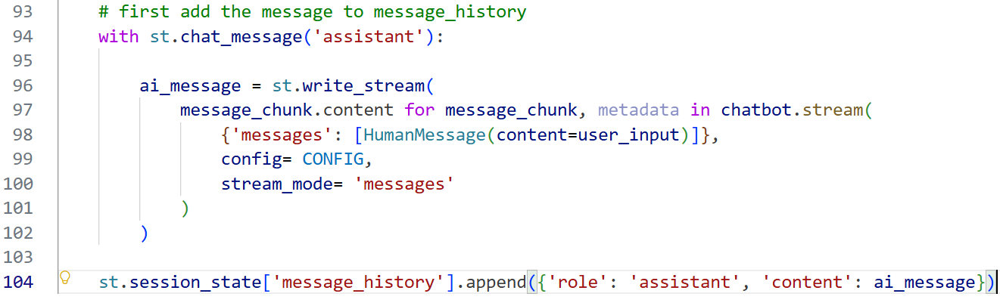 93 # first add the message to message_history
94 with st.chat_message('assistant'):
95
96 ai_message = st.write_stream(
97 message_chunk.content for message_chunk, metadata in chatbot.stream(
98 {'messages': [HumanMessage(content=user_input)]},
99 config= CONFIG,
100 stream_mode= 'messages'
101 )
102 )
103
104 st.session_state['message_history'].append({'role': 'assistant', 'content': ai_message})